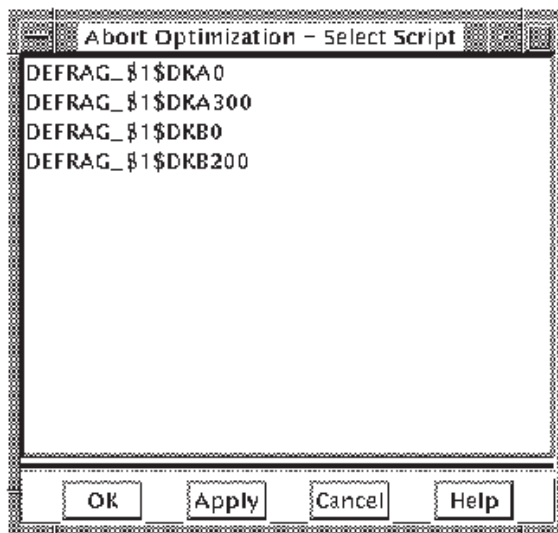 Abort Optimization – Select Script
DEFRAG_$1$DKA0
DEFRAG_$1$DKA300
DEFRAG_$1$DKB0
DEFRAG_$1$DKB200
OK Apply Cancel Help